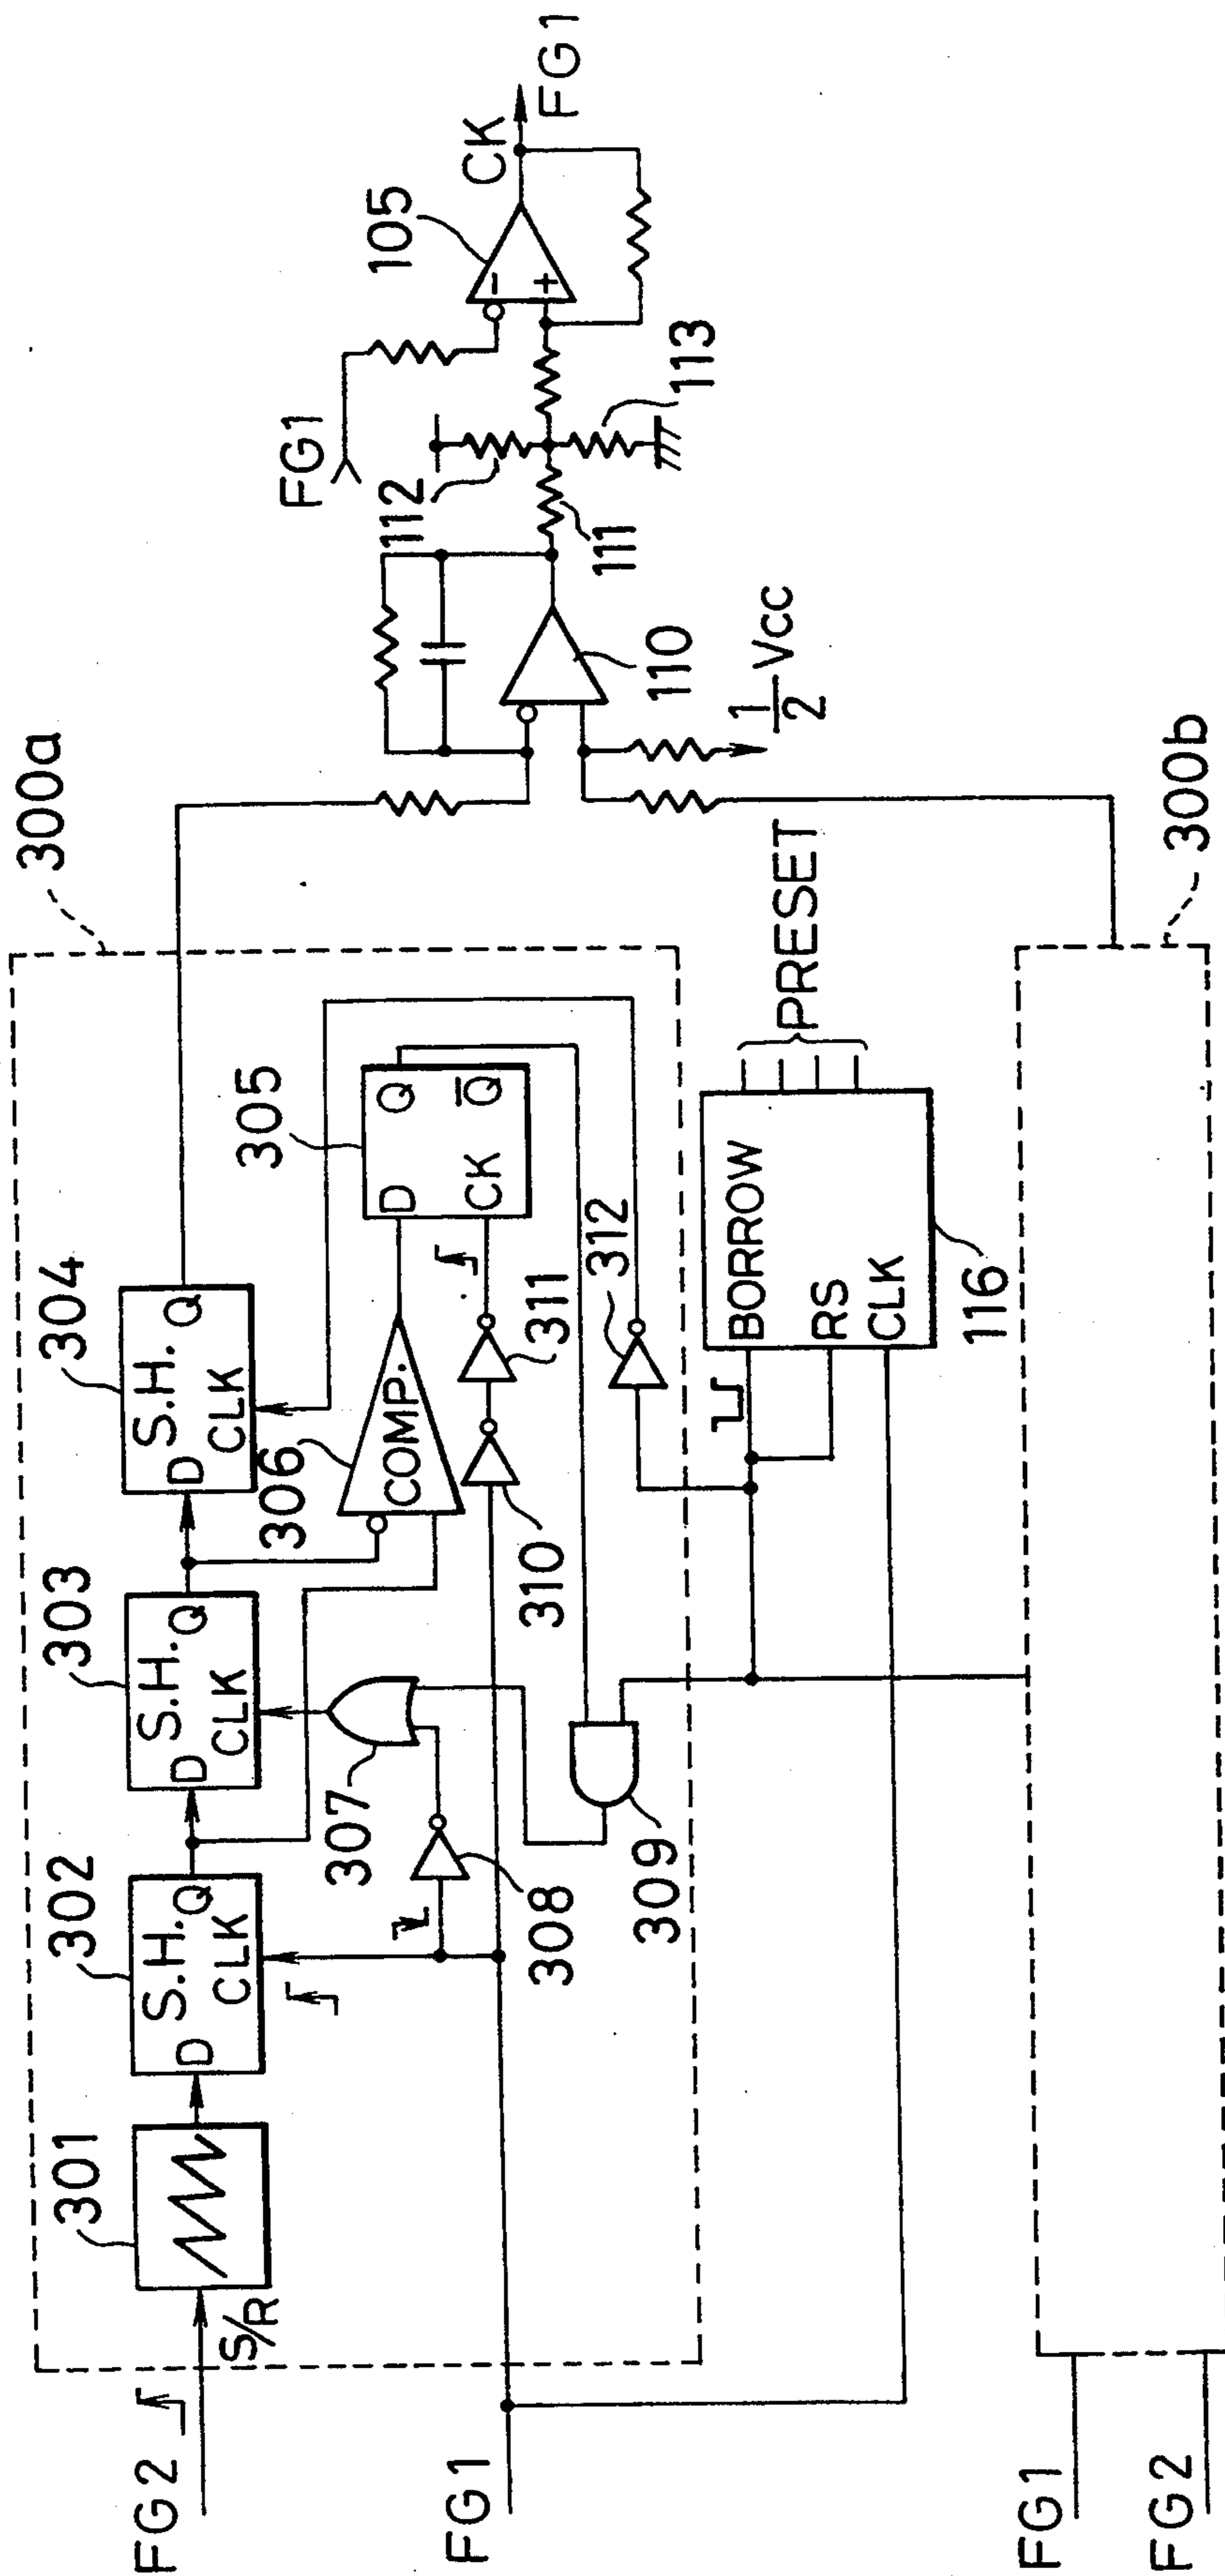 300a
301
302
303
304
FG2
S/R
D S.H. Q
CLK
D S.H. Q
CLK
D S.H. Q
CLK
305
306
COMP.
D Q
CK Q̅
307
308
309
310
311
312
FG1
BORROW
RS
CLK
PRESET
116
FG1
FG2
300b
110
1/2 Vcc
111
112
113
FG1
105
-
+
CK
FG1